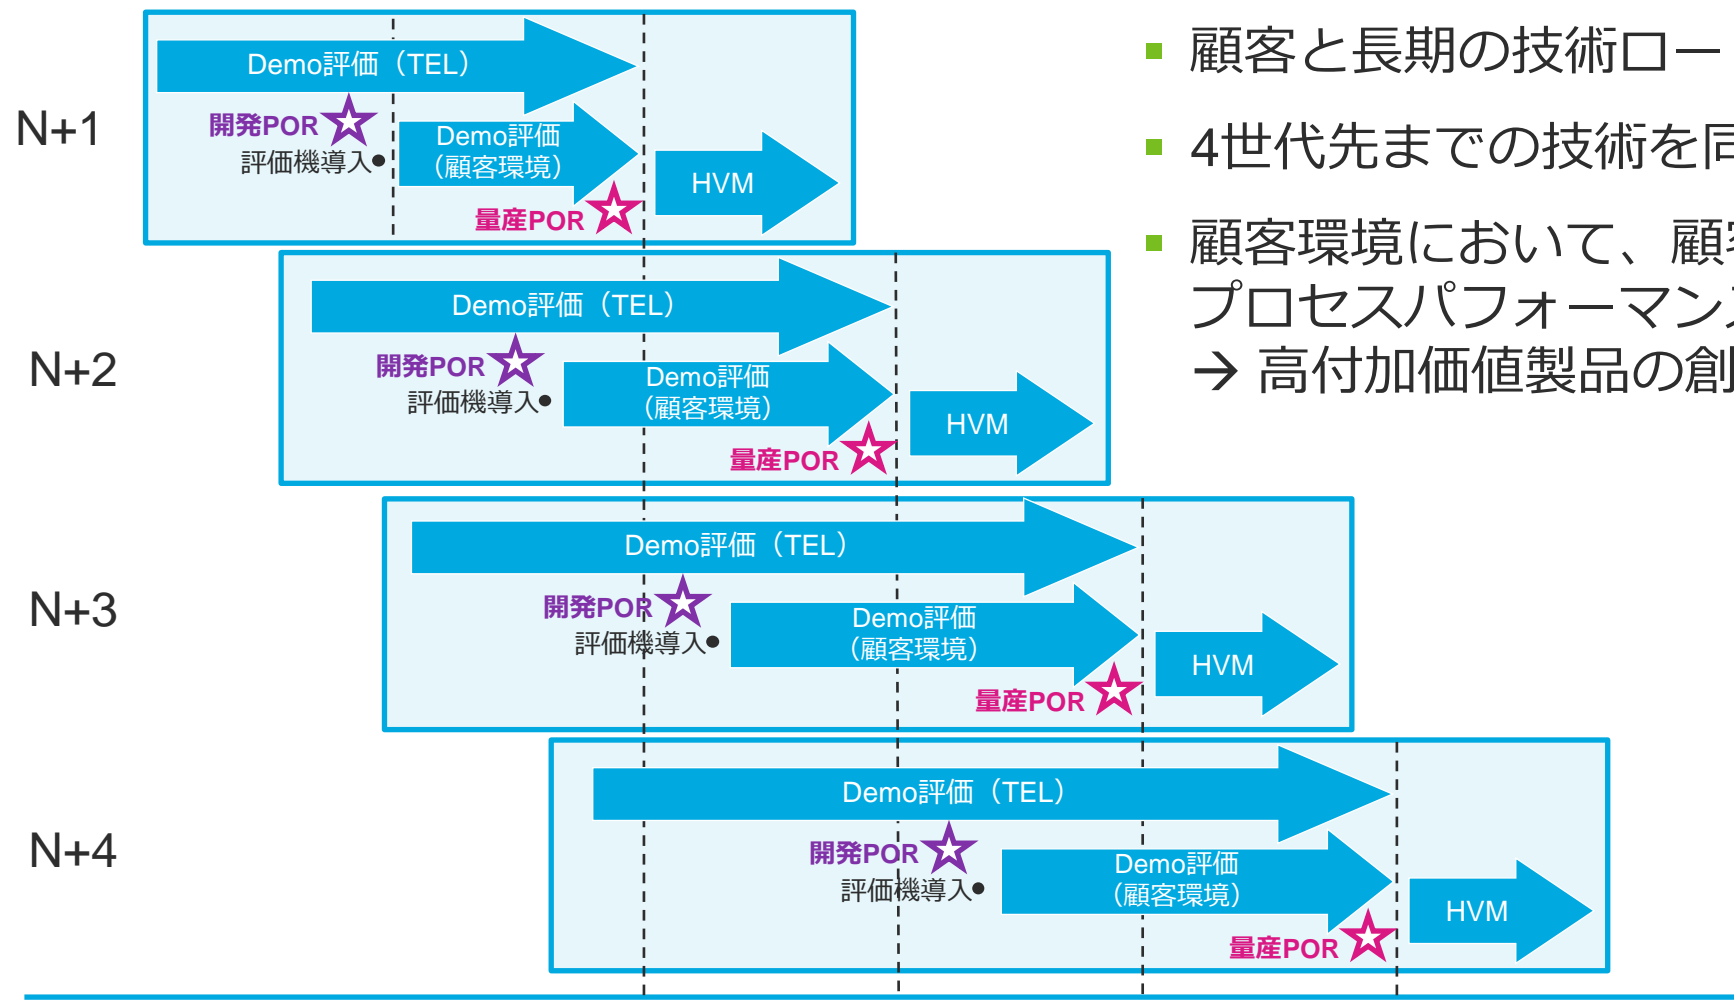 N+1
Demo評価（TEL）
開発POR
評価機導入
Demo評価
（顧客環境）
量産POR
HVM
N+2
Demo評価（TEL）
開発POR
評価機導入
Demo評価
（顧客環境）
量産POR
HVM
N+3
Demo評価（TEL）
開発POR
評価機導入
Demo評価
（顧客環境）
量産POR
HVM
N+4
Demo評価（TEL）
開発POR
評価機導入
Demo評価
（顧客環境）
量産POR
HVM
▪ 顧客と長期の技術ロー
▪ 4世代先までの技術を
▪ 顧客環境において、顧
プロセスパフォーマン
→ 高付加価値製品の創